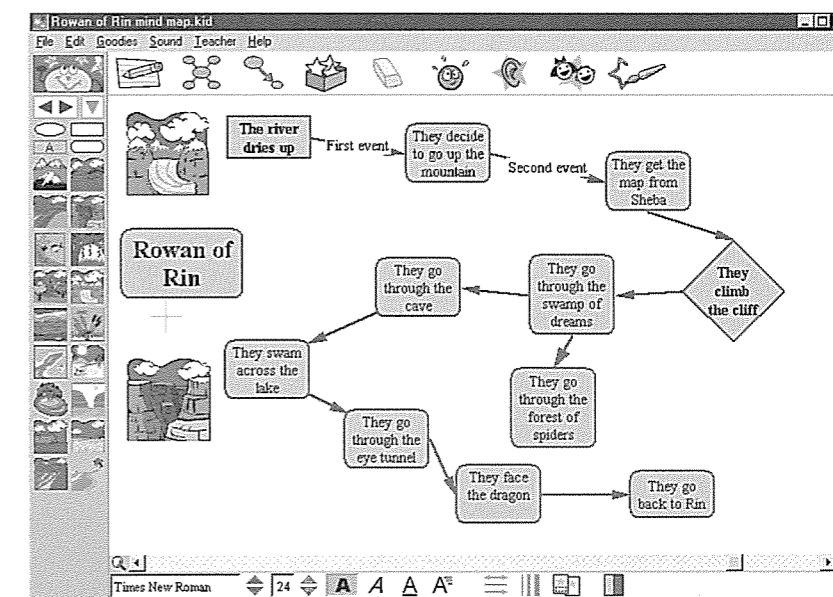 Rowan of Rin mind map.kid
File Edit Goodies Sound Teacher Help
The river
dries up
First event
They decide
to go up the
mountain
Second event
They get the
map from
Sheba
Rowan of
Rin
They
climb
the cliff
They go
through the
swamp of
dreams
They go
through the
cave
They go
through the
forest of
spiders
They swam
across the
lake
They go
through the
eye tunnel
They face
the dragon
They go
back to Rin
A
Times New Roman
24
A A A A